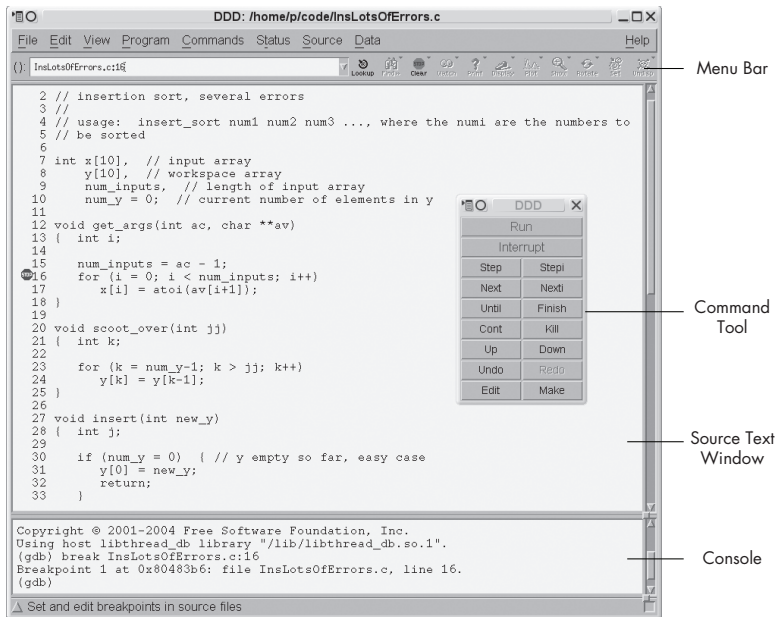 DDD: /home/p/code/InsLotsOfErrors.c
File Edit View Program Commands Status Source Data Help
(): InsLotsOfErrors.c:16
Lookup Clear Plot Rotate Set
2 // insertion sort, several errors
3 //
4 // usage:  insert_sort num1 num2 num3 ..., where the numi are the numbers to
5 // be sorted
6
7 int x[10],  // input array
8     y[10],  // workspace array
9     num_inputs,  // length of input array
10     num_y = 0;  // current number of elements in y
11
12 void get_args(int ac, char **av)
13 {  int i;
14
15    num_inputs = ac - 1;
16    for (i = 0; i < num_inputs; i++)
17       x[i] = atoi(av[i+1]);
18 }
19
20 void scoot_over(int jj)
21 {  int k;
22
23    for (k = num_y-1; k > jj; k++)
24       y[k] = y[k-1];
25 }
26
27 void insert(int new_y)
28 {  int j;
29
30    if (num_y = 0)  { // y empty so far, easy case
31       y[0] = new_y;
32       return;
33    }
DDD
Run
Interrupt
Step Stepi
Next Nexti
Until Finish
Cont Kill
Up Down
Undo Redo
Edit Make
Copyright © 2001-2004 Free Software Foundation, Inc.
Using host libthread_db library "/lib/libthread_db.so.1".
(gdb) break InsLotsOfErrors.c:16
Breakpoint 1 at 0x80483b6: file InsLotsOfErrors.c, line 16.
(gdb)
Set and edit breakpoints in source files
Menu Bar
Command
Tool
Source Text
Window
Console